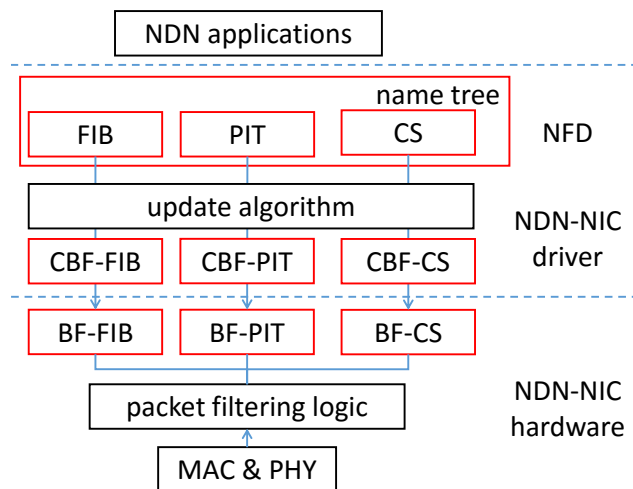 NDN applications
name tree
FIB
PIT
CS
NFD
update algorithm
NDN-NIC
driver
CBF-FIB
CBF-PIT
CBF-CS
BF-FIB
BF-PIT
BF-CS
packet filtering logic
NDN-NIC
hardware
MAC & PHY